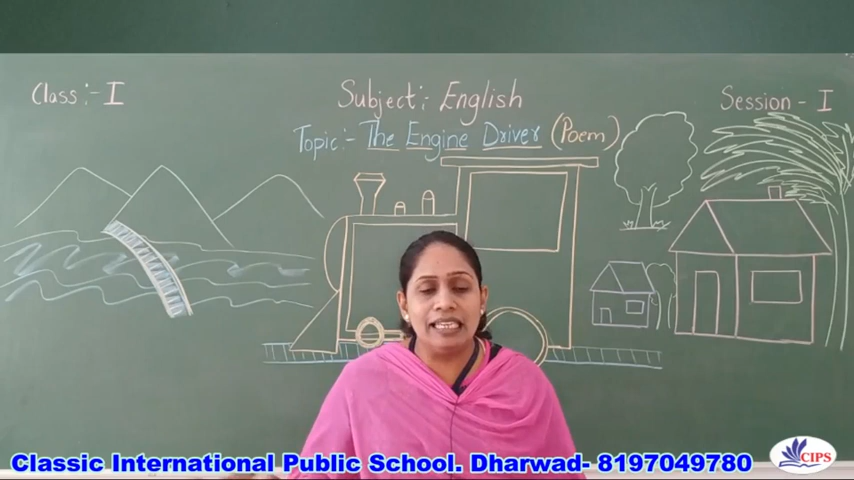 Class:- I
Subject: English
Session - I
Topic:- The Engine Driver (Poem)
Classic International Public School. Dharwad- 8197049780
CIPS